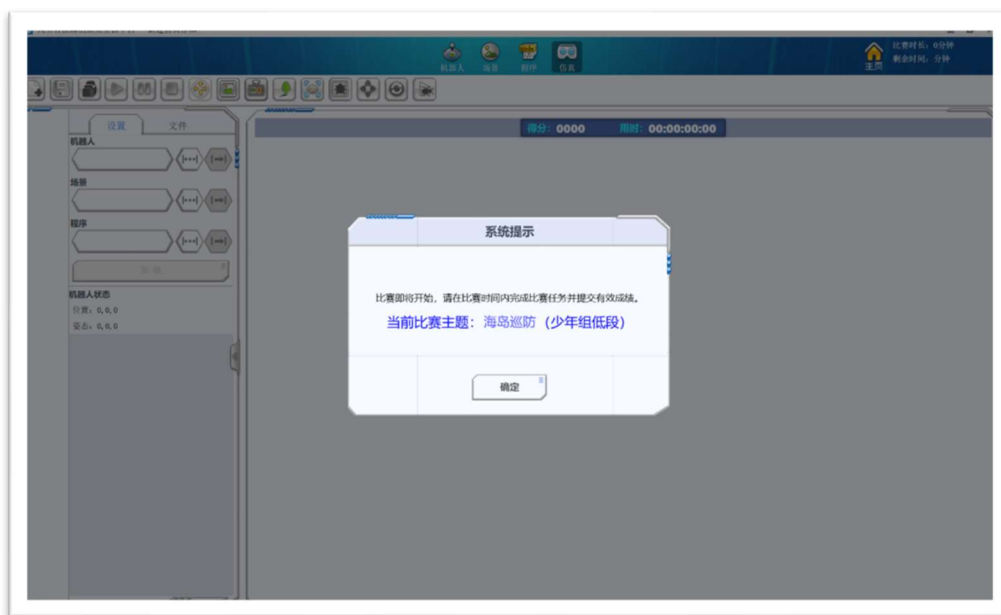 机器人
场景
程序
仿真
主页
比赛时长：0分钟
剩余时间：分钟
设置
文件
得分：0000
用时：00:00:00:00
机器人
场景
程序
机器人状态
位置：0,0,0
姿态：0,0,0
系统提示
比赛即将开始，请在比赛时间内完成比赛任务并提交有效成绩。
当前比赛主题：海岛巡防（少年组低段）
确定